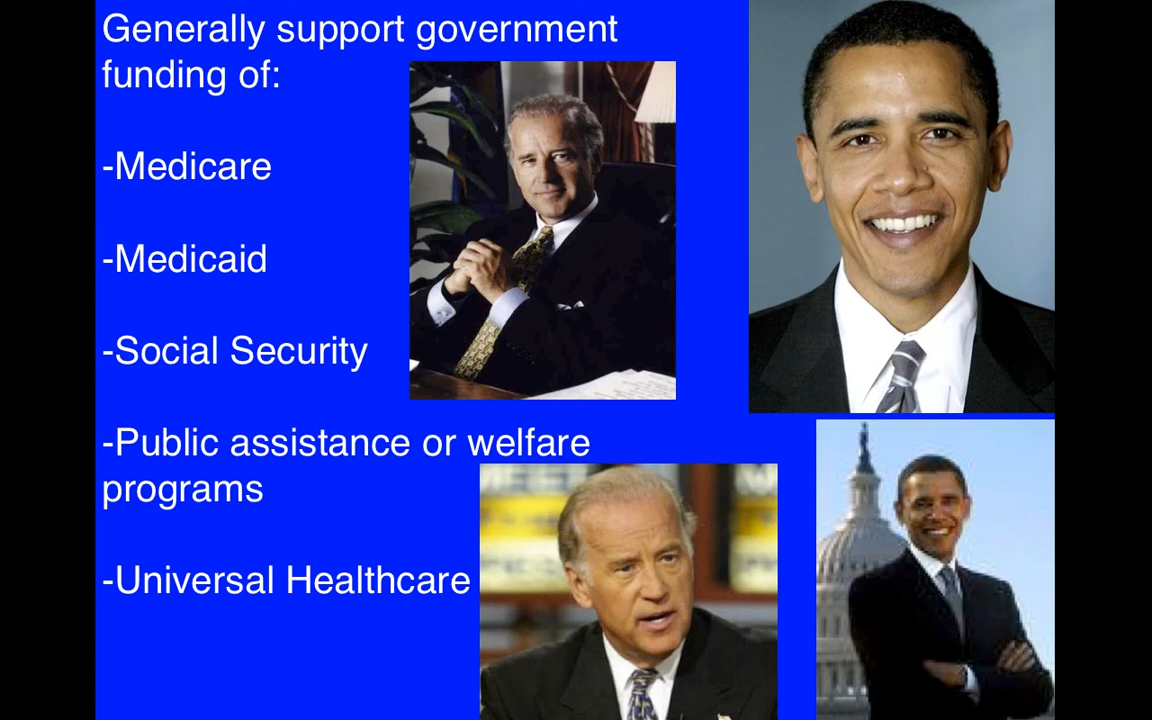 Generally support government
funding of:
-Medicare
-Medicaid
-Social Security
-Public assistance or welfare
programs
-Universal Healthcare